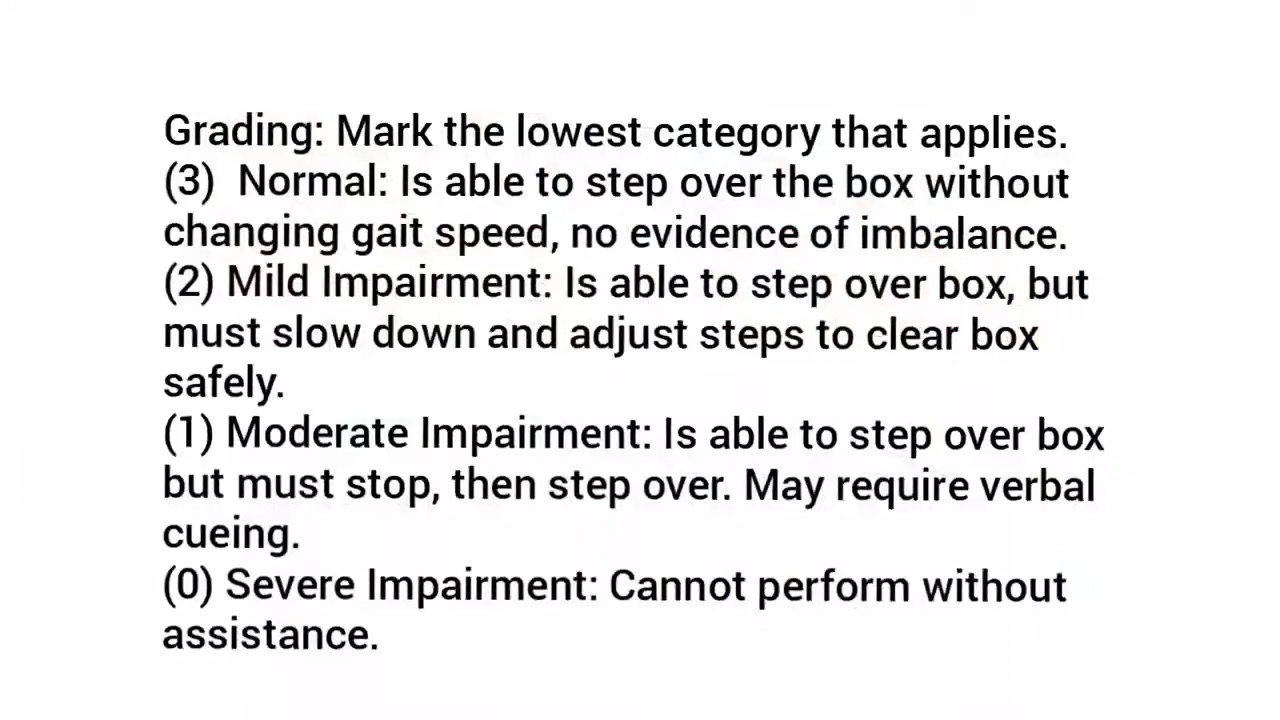 Grading: Mark the lowest category that applies.
(3)  Normal: Is able to step over the box without
changing gait speed, no evidence of imbalance.
(2) Mild Impairment: Is able to step over box, but
must slow down and adjust steps to clear box
safely.
(1) Moderate Impairment: Is able to step over box
but must stop, then step over. May require verbal
cueing.
(0) Severe Impairment: Cannot perform without
assistance.